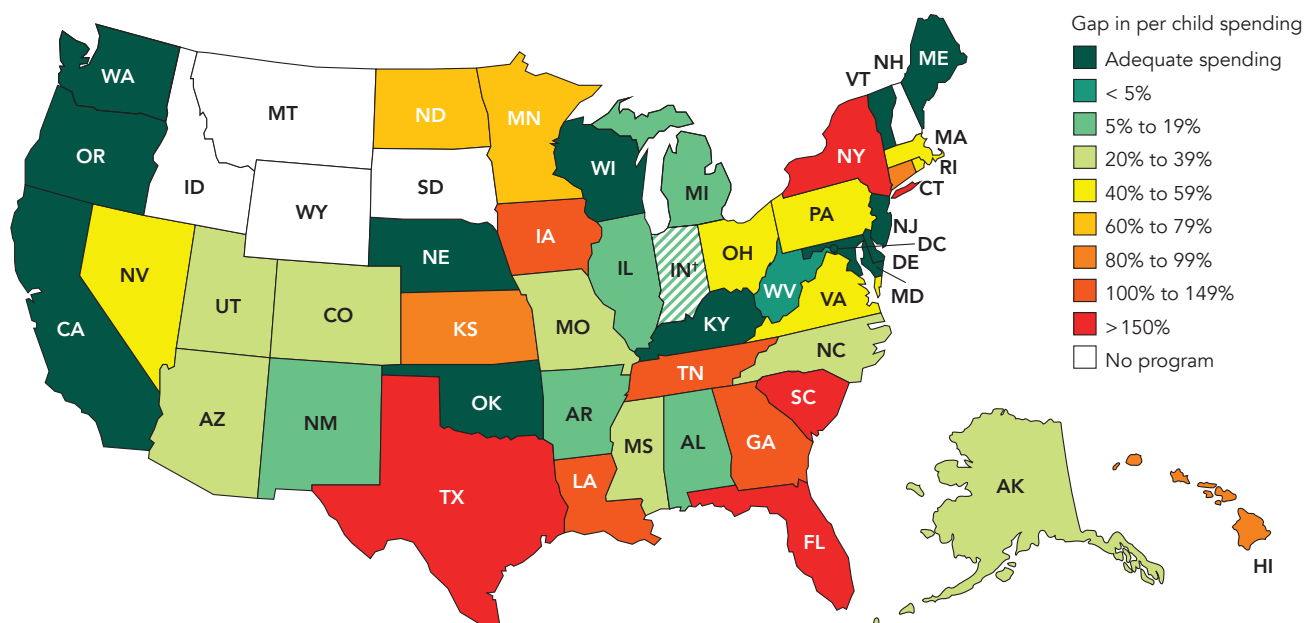 Gap in per child spending
Adequate spending
< 5%
5% to 19%
20% to 39%
40% to 59%
60% to 79%
80% to 99%
100% to 149%
>150%
No program
WA
MT
ND
MN
VT
NH
ME
OR
ID
WY
SD
WI
MI
NY
MA
RI
CT
NV
UT
CO
NE
IA
IL
IN†
OH
PA
NJ
DC
DE
MD
WV
VA
CA
KS
MO
KY
NC
AZ
NM
OK
AR
TN
SC
MS
AL
GA
TX
LA
FL
AK
HI